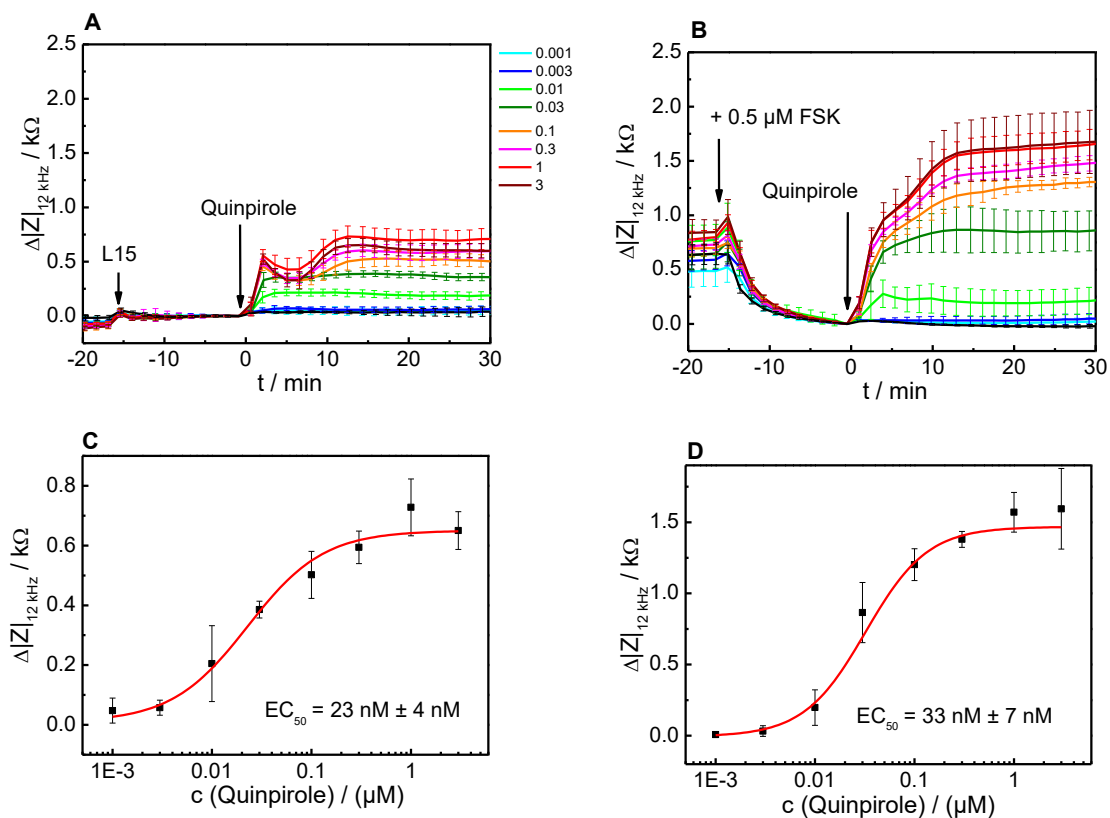 A
Δ|Z|12 kHz / kΩ
2.5
2.0
1.5
1.0
0.5
0.0
L15
Quinpirole
-20 -10 0 10 20 30
t / min
0.001
0.003
0.01
0.03
0.1
0.3
1
3
B
Δ|Z|12 kHz / kΩ
2.5
2.0
1.5
1.0
0.5
0.0
+ 0.5 µM FSK
Quinpirole
-20 -10 0 10 20 30
t / min
C
Δ|Z|12 kHz / kΩ
0.8
0.6
0.4
0.2
0.0
EC50 = 23 nM ± 4 nM
1E-3 0.01 0.1 1
c (Quinpirole) / (µM)
D
Δ|Z|12 kHz / kΩ
1.5
1.0
0.5
0.0
EC50 = 33 nM ± 7 nM
1E-3 0.01 0.1 1
c (Quinpirole) / (µM)